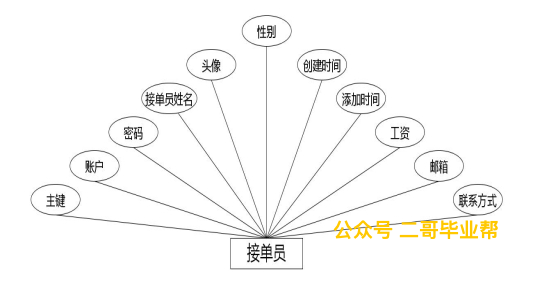 性别
头像
创建时间
接单员姓名
添加时间
密码
工资
账户
邮箱
主键
联系方式
公众号 二哥毕业帮
接单员